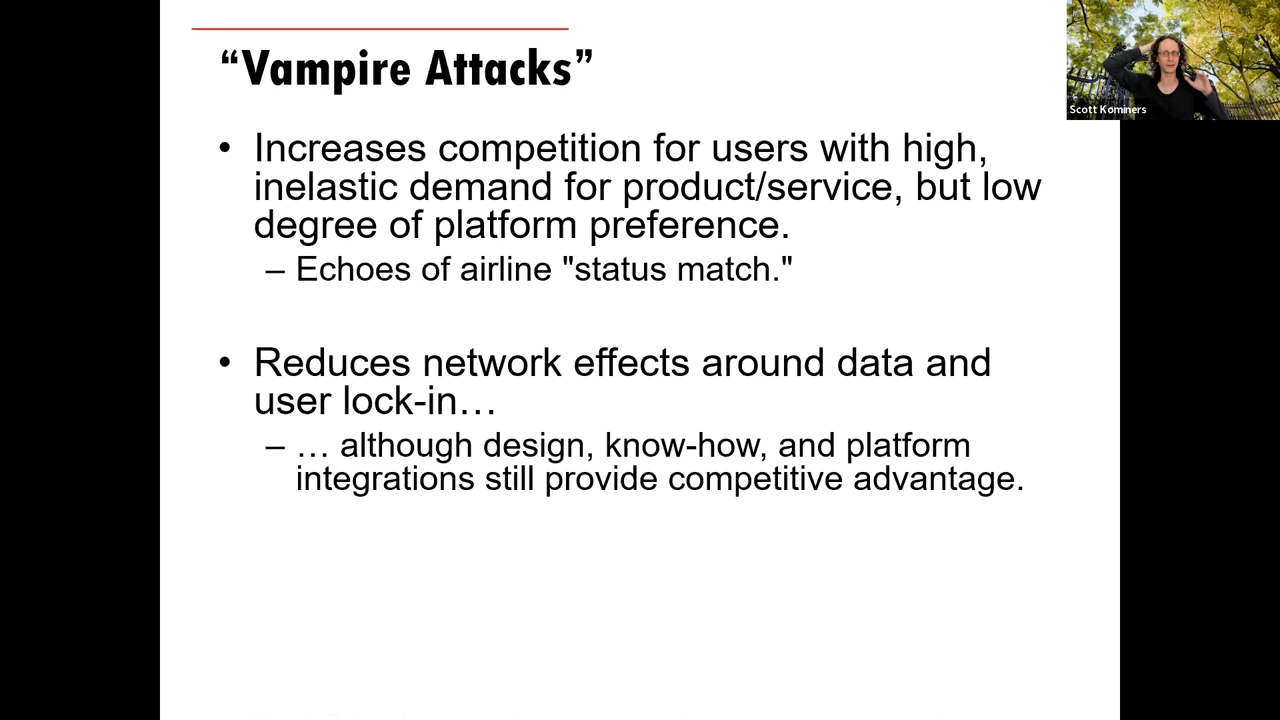 “Vampire Attacks”
Scott Kominers
• Increases competition for users with high,
inelastic demand for product/service, but low
degree of platform preference.
– Echoes of airline "status match."
• Reduces network effects around data and
user lock-in…
– … although design, know-how, and platform
integrations still provide competitive advantage.